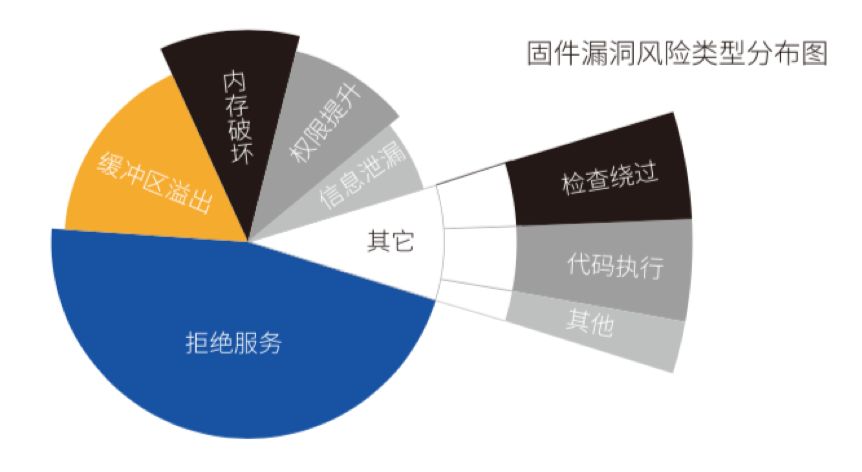 固件漏洞风险类型分布图
内存破坏
权限提升
缓冲区溢出
信息泄漏
其它
拒绝服务
检查绕过
代码执行
其他